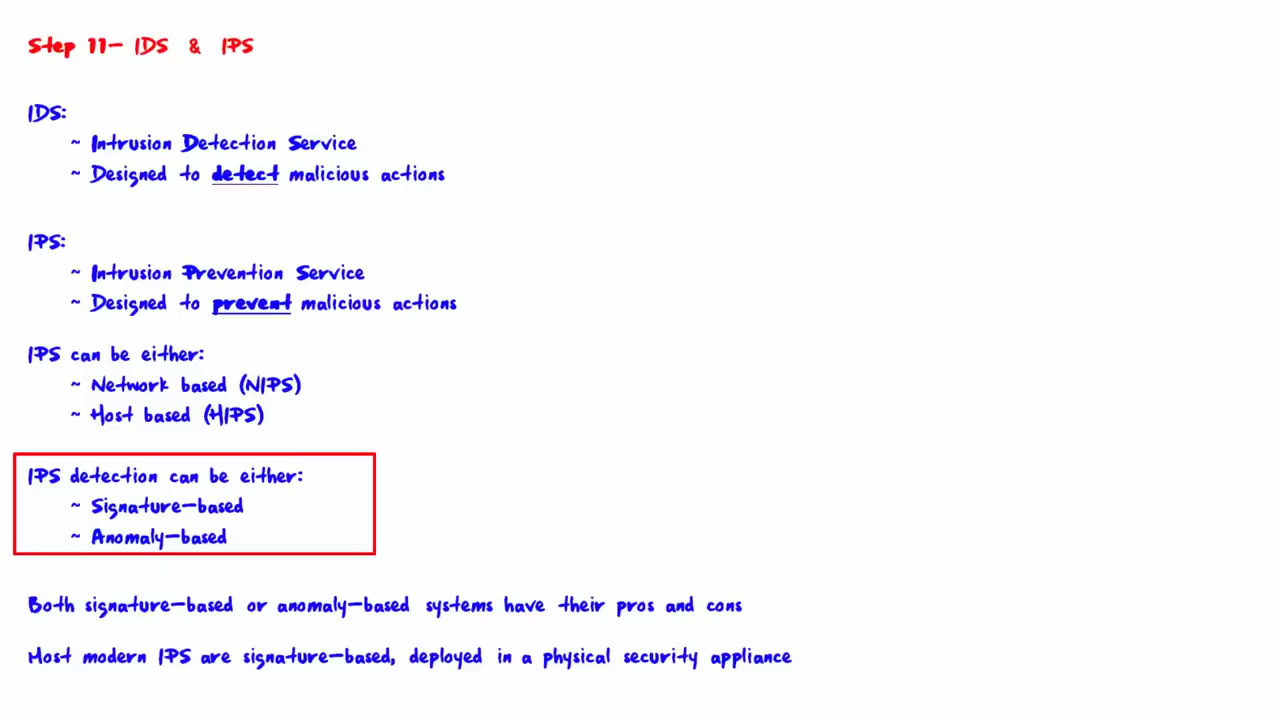 Step 11- IDS & IPS
IDS:
~ Intrusion Detection Service
~ Designed to detect malicious actions
IPS:
~ Intrusion Prevention Service
~ Designed to prevent malicious actions
IPS can be either:
~ Network based (NIPS)
~ Host based (HIPS)
IPS detection can be either:
~ Signature-based
~ Anomaly-based
Both signature-based or anomaly-based systems have their pros and cons
Most modern IPS are signature-based, deployed in a physical security appliance